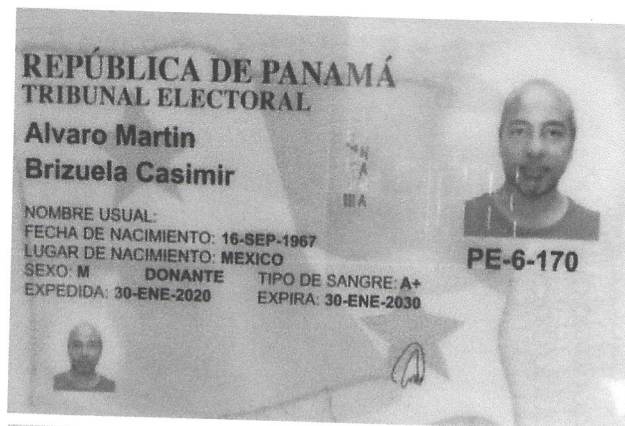 REPÚBLICA DE PANAMÁ
TRIBUNAL ELECTORAL
Alvaro Martin
Brizuela Casimir
NOMBRE USUAL:
FECHA DE NACIMIENTO: 16-SEP-1967
LUGAR DE NACIMIENTO: MEXICO
SEXO: M DONANTE TIPO DE SANGRE: A+
EXPEDIDA: 30-ENE-2020 EXPIRA: 30-ENE-2030
PE-6-170